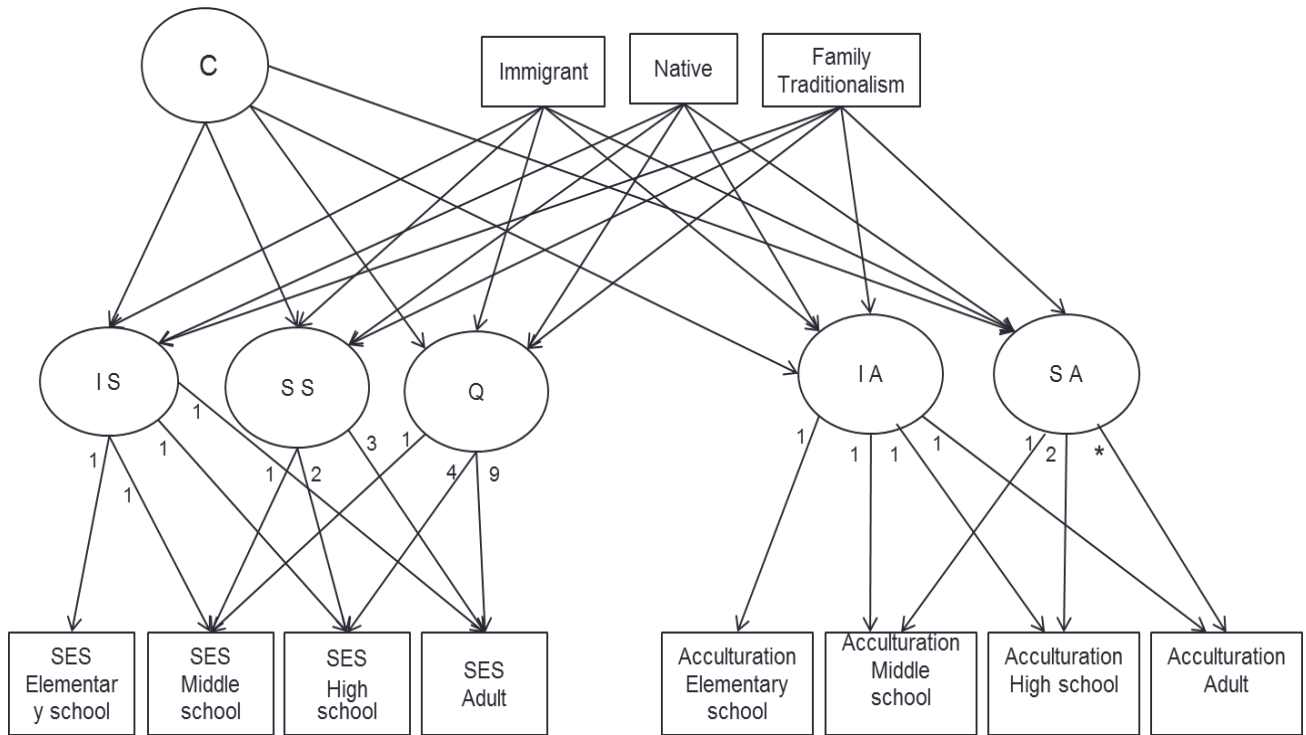 C
Immigrant
Native
Family
Traditionalism
I S
S S
Q
I A
S A
1
1
1
1
1
2
3
1
4
9
1
1
1
1
1
2
*
SES
Elementar
y school
SES
Middle
school
SES
High
school
SES
Adult
Acculturation
Elementary
school
Acculturation
Middle
school
Acculturation
High school
Acculturation
Adult